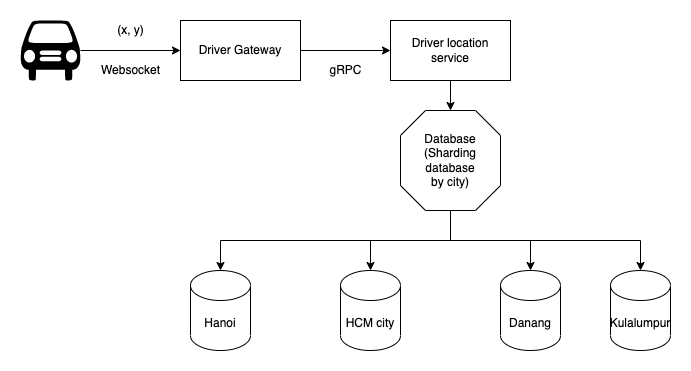 (x, y)
Websocket
Driver Gateway
gRPC
Driver location
service
Database
(Sharding
database
by city)
Hanoi
HCM city
Danang
Kulalumpur